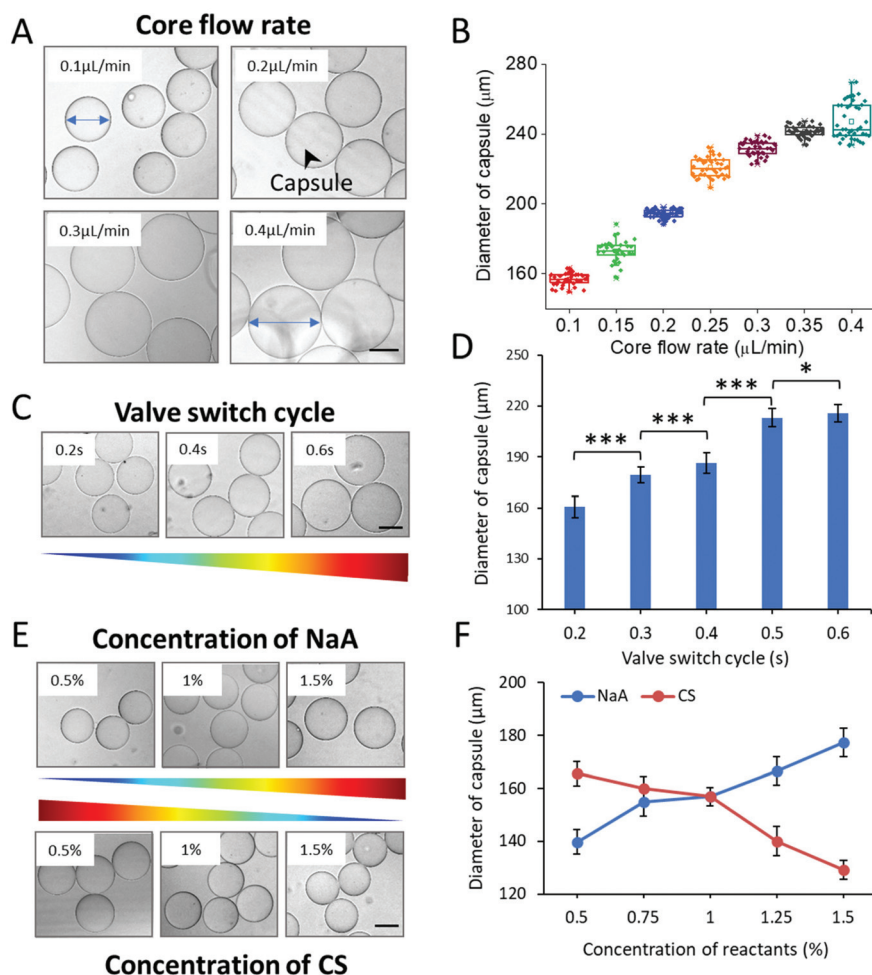 A
Core flow rate
0.1µL/min
0.2µL/min
Capsule
0.3µL/min
0.4µL/min
B
Diameter of capsule (µm)
280
240
200
160
0.1 0.15 0.2 0.25 0.3 0.35 0.4
Core flow rate (µL/min)
C
Valve switch cycle
0.2s
0.4s
0.6s
D
Diameter of capsule (µm)
250
220
190
160
130
100
*** *** *** *
0.2 0.3 0.4 0.5 0.6
Valve switch cycle (s)
E
Concentration of NaA
0.5%
1%
1.5%
0.5%
1%
1.5%
Concentration of CS
F
Diameter of capsule (µm)
200
180
160
140
120
NaA CS
0.5 0.75 1 1.25 1.5
Concentration of reactants (%)